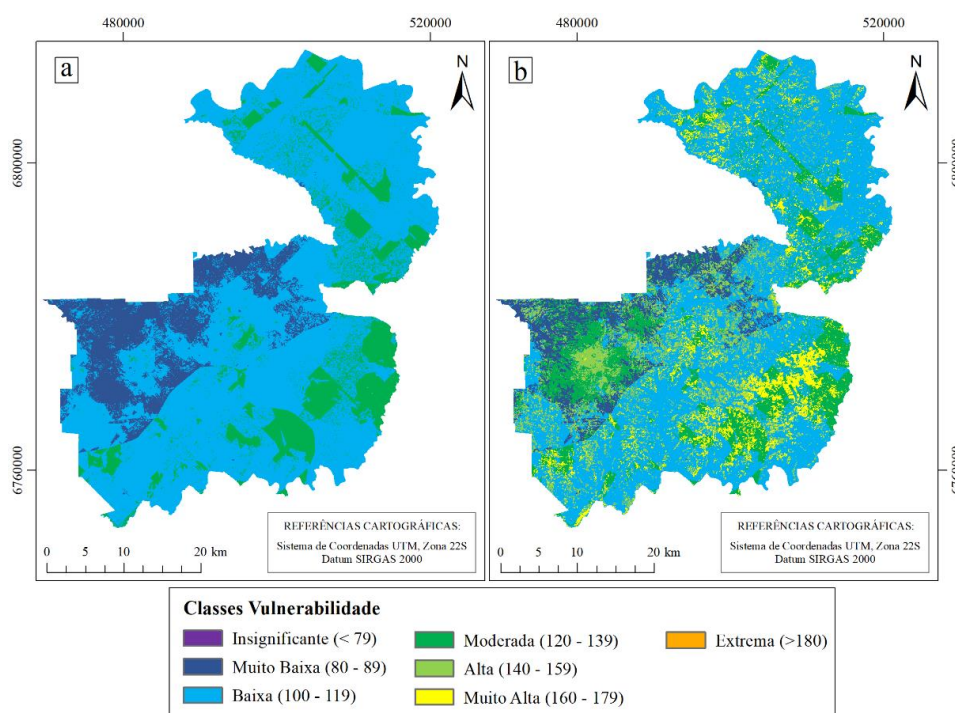 480000
520000
480000
520000
a
N
b
N
6800000
6800000
6760000
6760000
REFERÊNCIAS CARTOGRÁFICAS:
Sistema de Coordenadas UTM, Zona 22S
Datum SIRGAS 2000
0 5 10 20 km
REFERÊNCIAS CARTOGRÁFICAS:
Sistema de Coordenadas UTM, Zona 22S
Datum SIRGAS 2000
0 5 10 20 km
Classes Vulnerabilidade
Insignificante (< 79)
Muito Baixa (80 - 89)
Baixa (100 - 119)
Moderada (120 - 139)
Alta (140 - 159)
Muito Alta (160 - 179)
Extrema (>180)